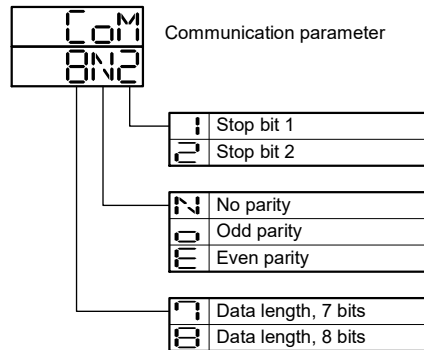 CoM Communication parameter
8N2
1 Stop bit 1
2 Stop bit 2
N No parity
o Odd parity
E Even parity
7 Data length, 7 bits
8 Data length, 8 bits